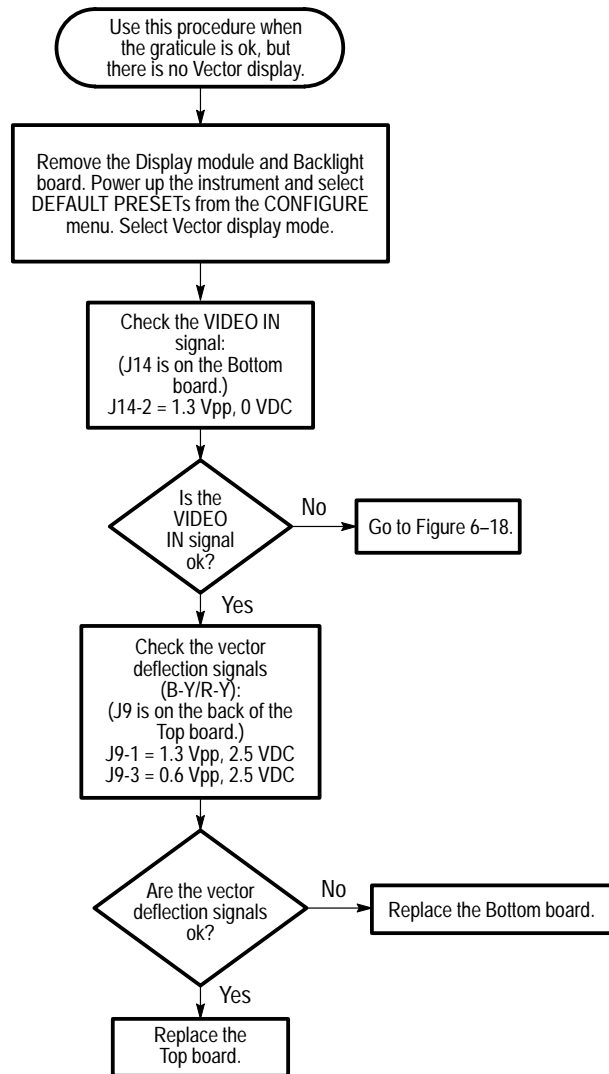 Use this procedure when
the graticule is ok, but
there is no Vector display.
Remove the Display module and Backlight
board. Power up the instrument and select
DEFAULT PRESETs from the CONFIGURE
menu. Select Vector display mode.
Check the VIDEO IN
signal:
(J14 is on the Bottom
board.)
J14-2 = 1.3 Vpp, 0 VDC
Is the
VIDEO
IN signal
ok?
No
Go to Figure 6–18.
Yes
Check the vector
deflection signals
(B-Y/R-Y):
(J9 is on the back of the
Top board.)
J9-1 = 1.3 Vpp, 2.5 VDC
J9-3 = 0.6 Vpp, 2.5 VDC
Are the vector
deflection signals
ok?
No
Replace the Bottom board.
Yes
Replace the
Top board.